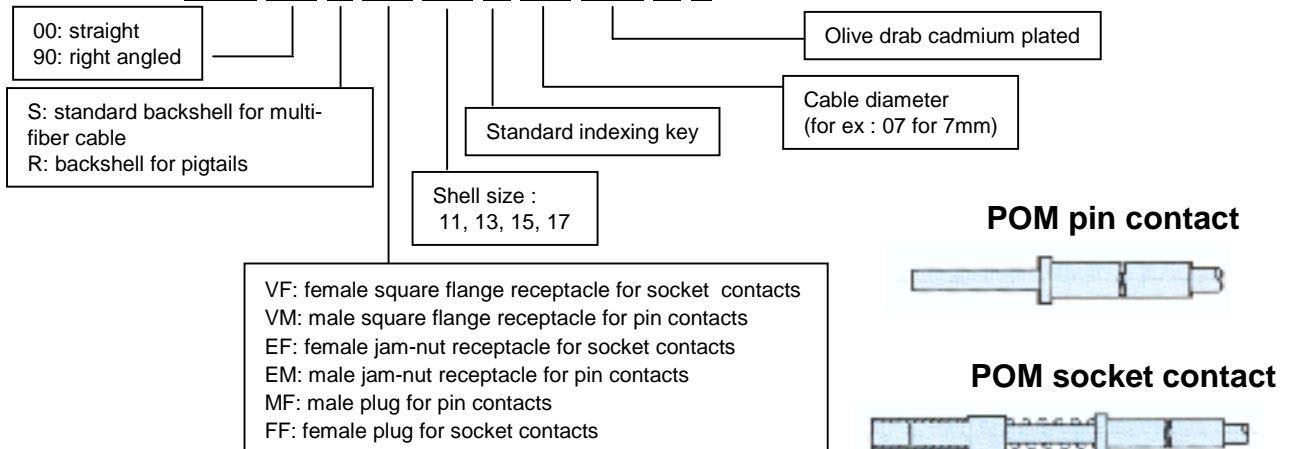 00: straight
90: right angled
Olive drab cadmium plated
S: standard backshell for multi-
fiber cable
R: backshell for pigtails
Standard indexing key
Cable diameter
(for ex : 07 for 7mm)
Shell size :
11, 13, 15, 17
POM pin contact
VF: female square flange receptacle for socket contacts
VM: male square flange receptacle for pin contacts
EF: female jam-nut receptacle for socket contacts
EM: male jam-nut receptacle for pin contacts
MF: male plug for pin contacts
FF: female plug for socket contacts
POM socket contact